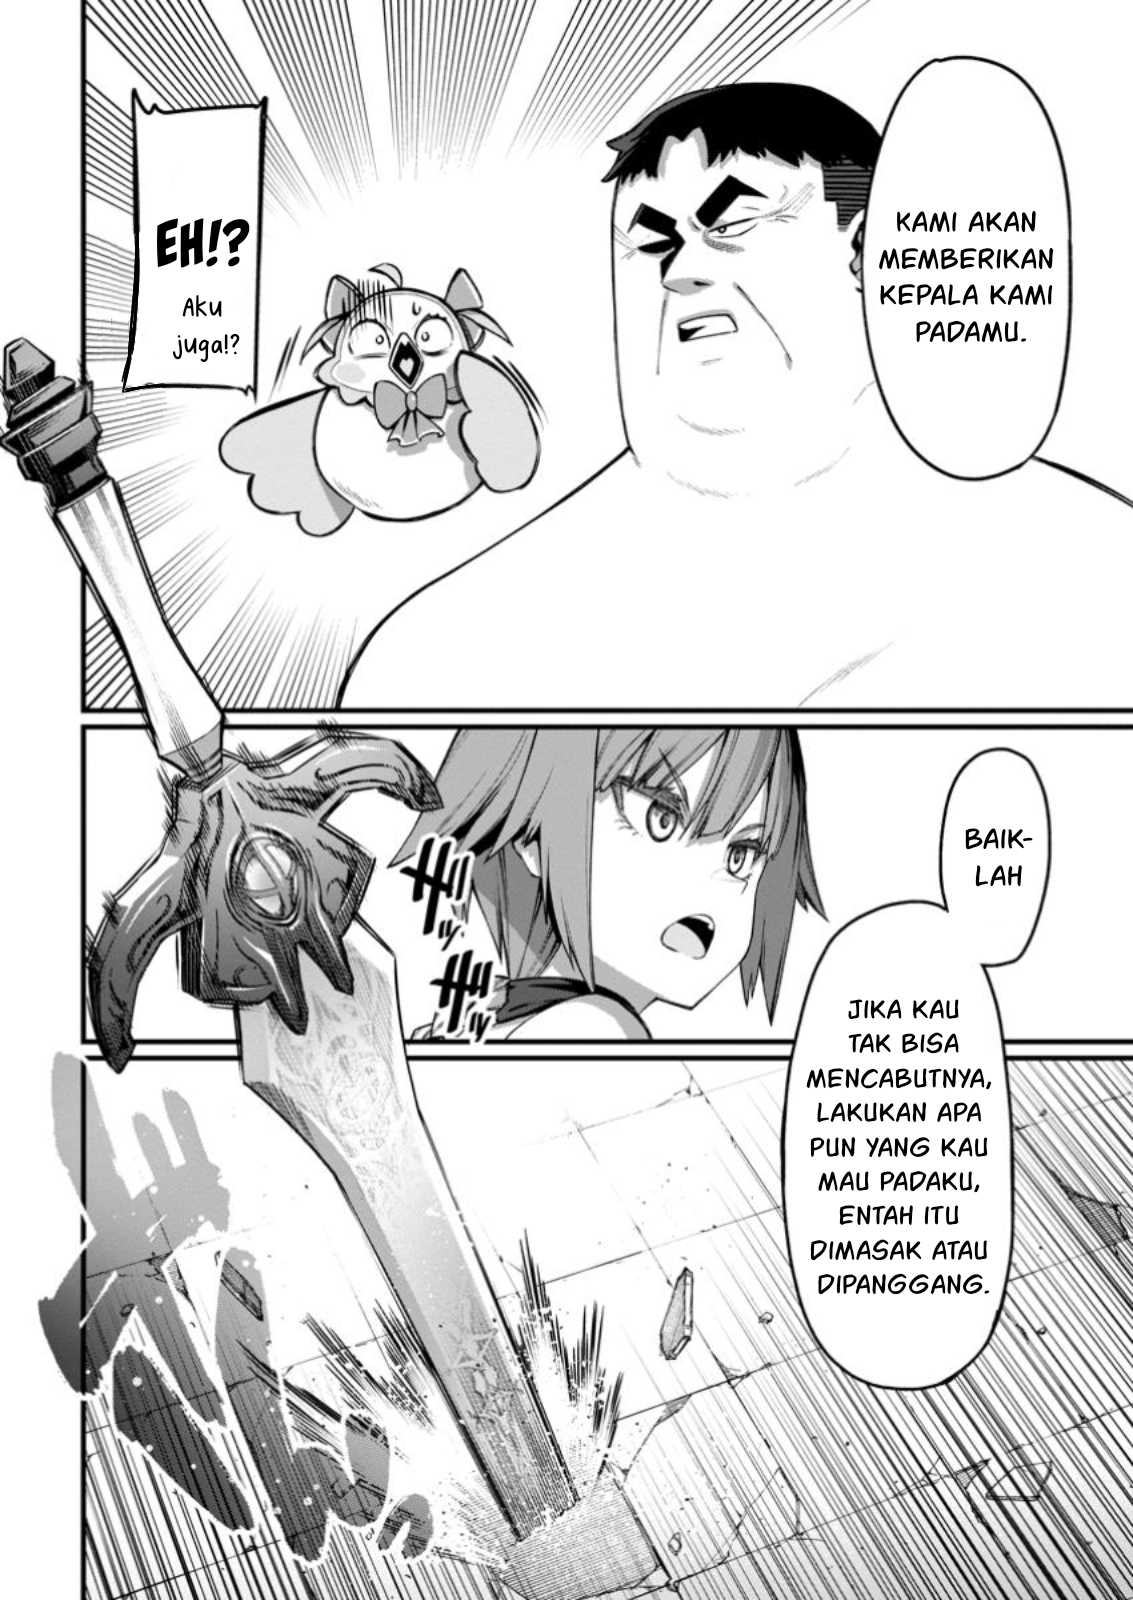 KAMI AKAN
MEMBERIKAN
KEPALA KAMI
PADAMU.
EH!?
Aku
juga!?
BAIK-
LAH
JIKA KAU
TAK BISA
MENCABUTNYA,
LAKUKAN APA
PUN YANG KAU
MAU PADAKU,
ENTAH ITU
DIMASAK ATAU
DIPANGGANG.